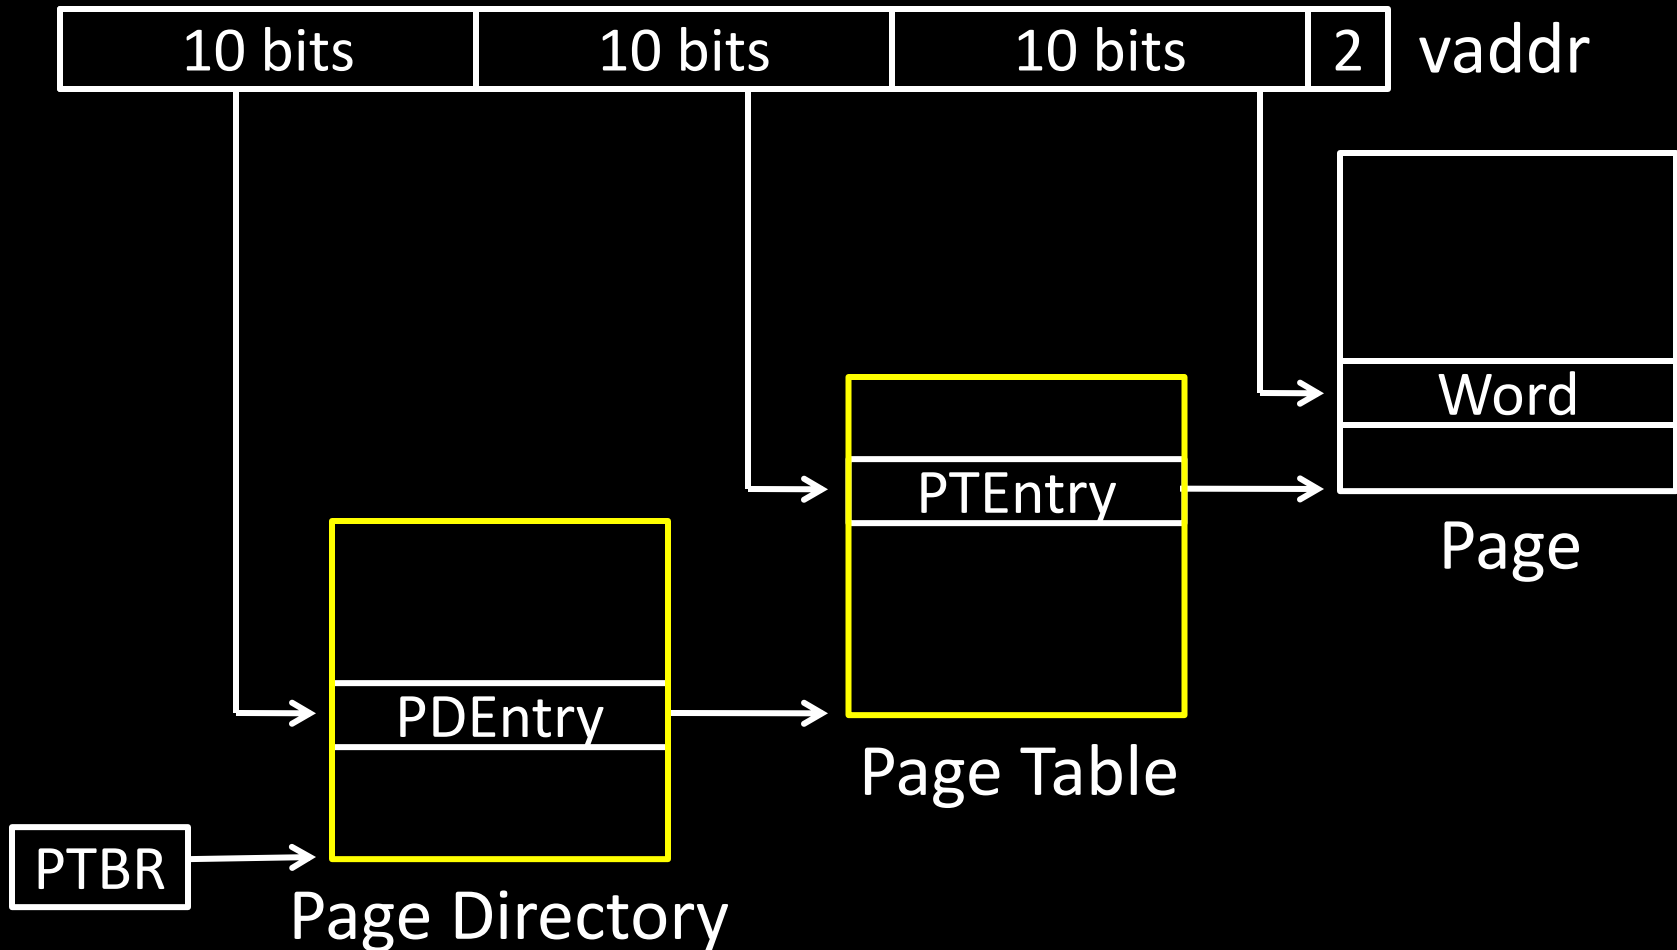 10 bits 10 bits 10 bits 2 vaddr
Word
PTEntry
Page
PDEntry
Page Table
PTBR
Page Directory